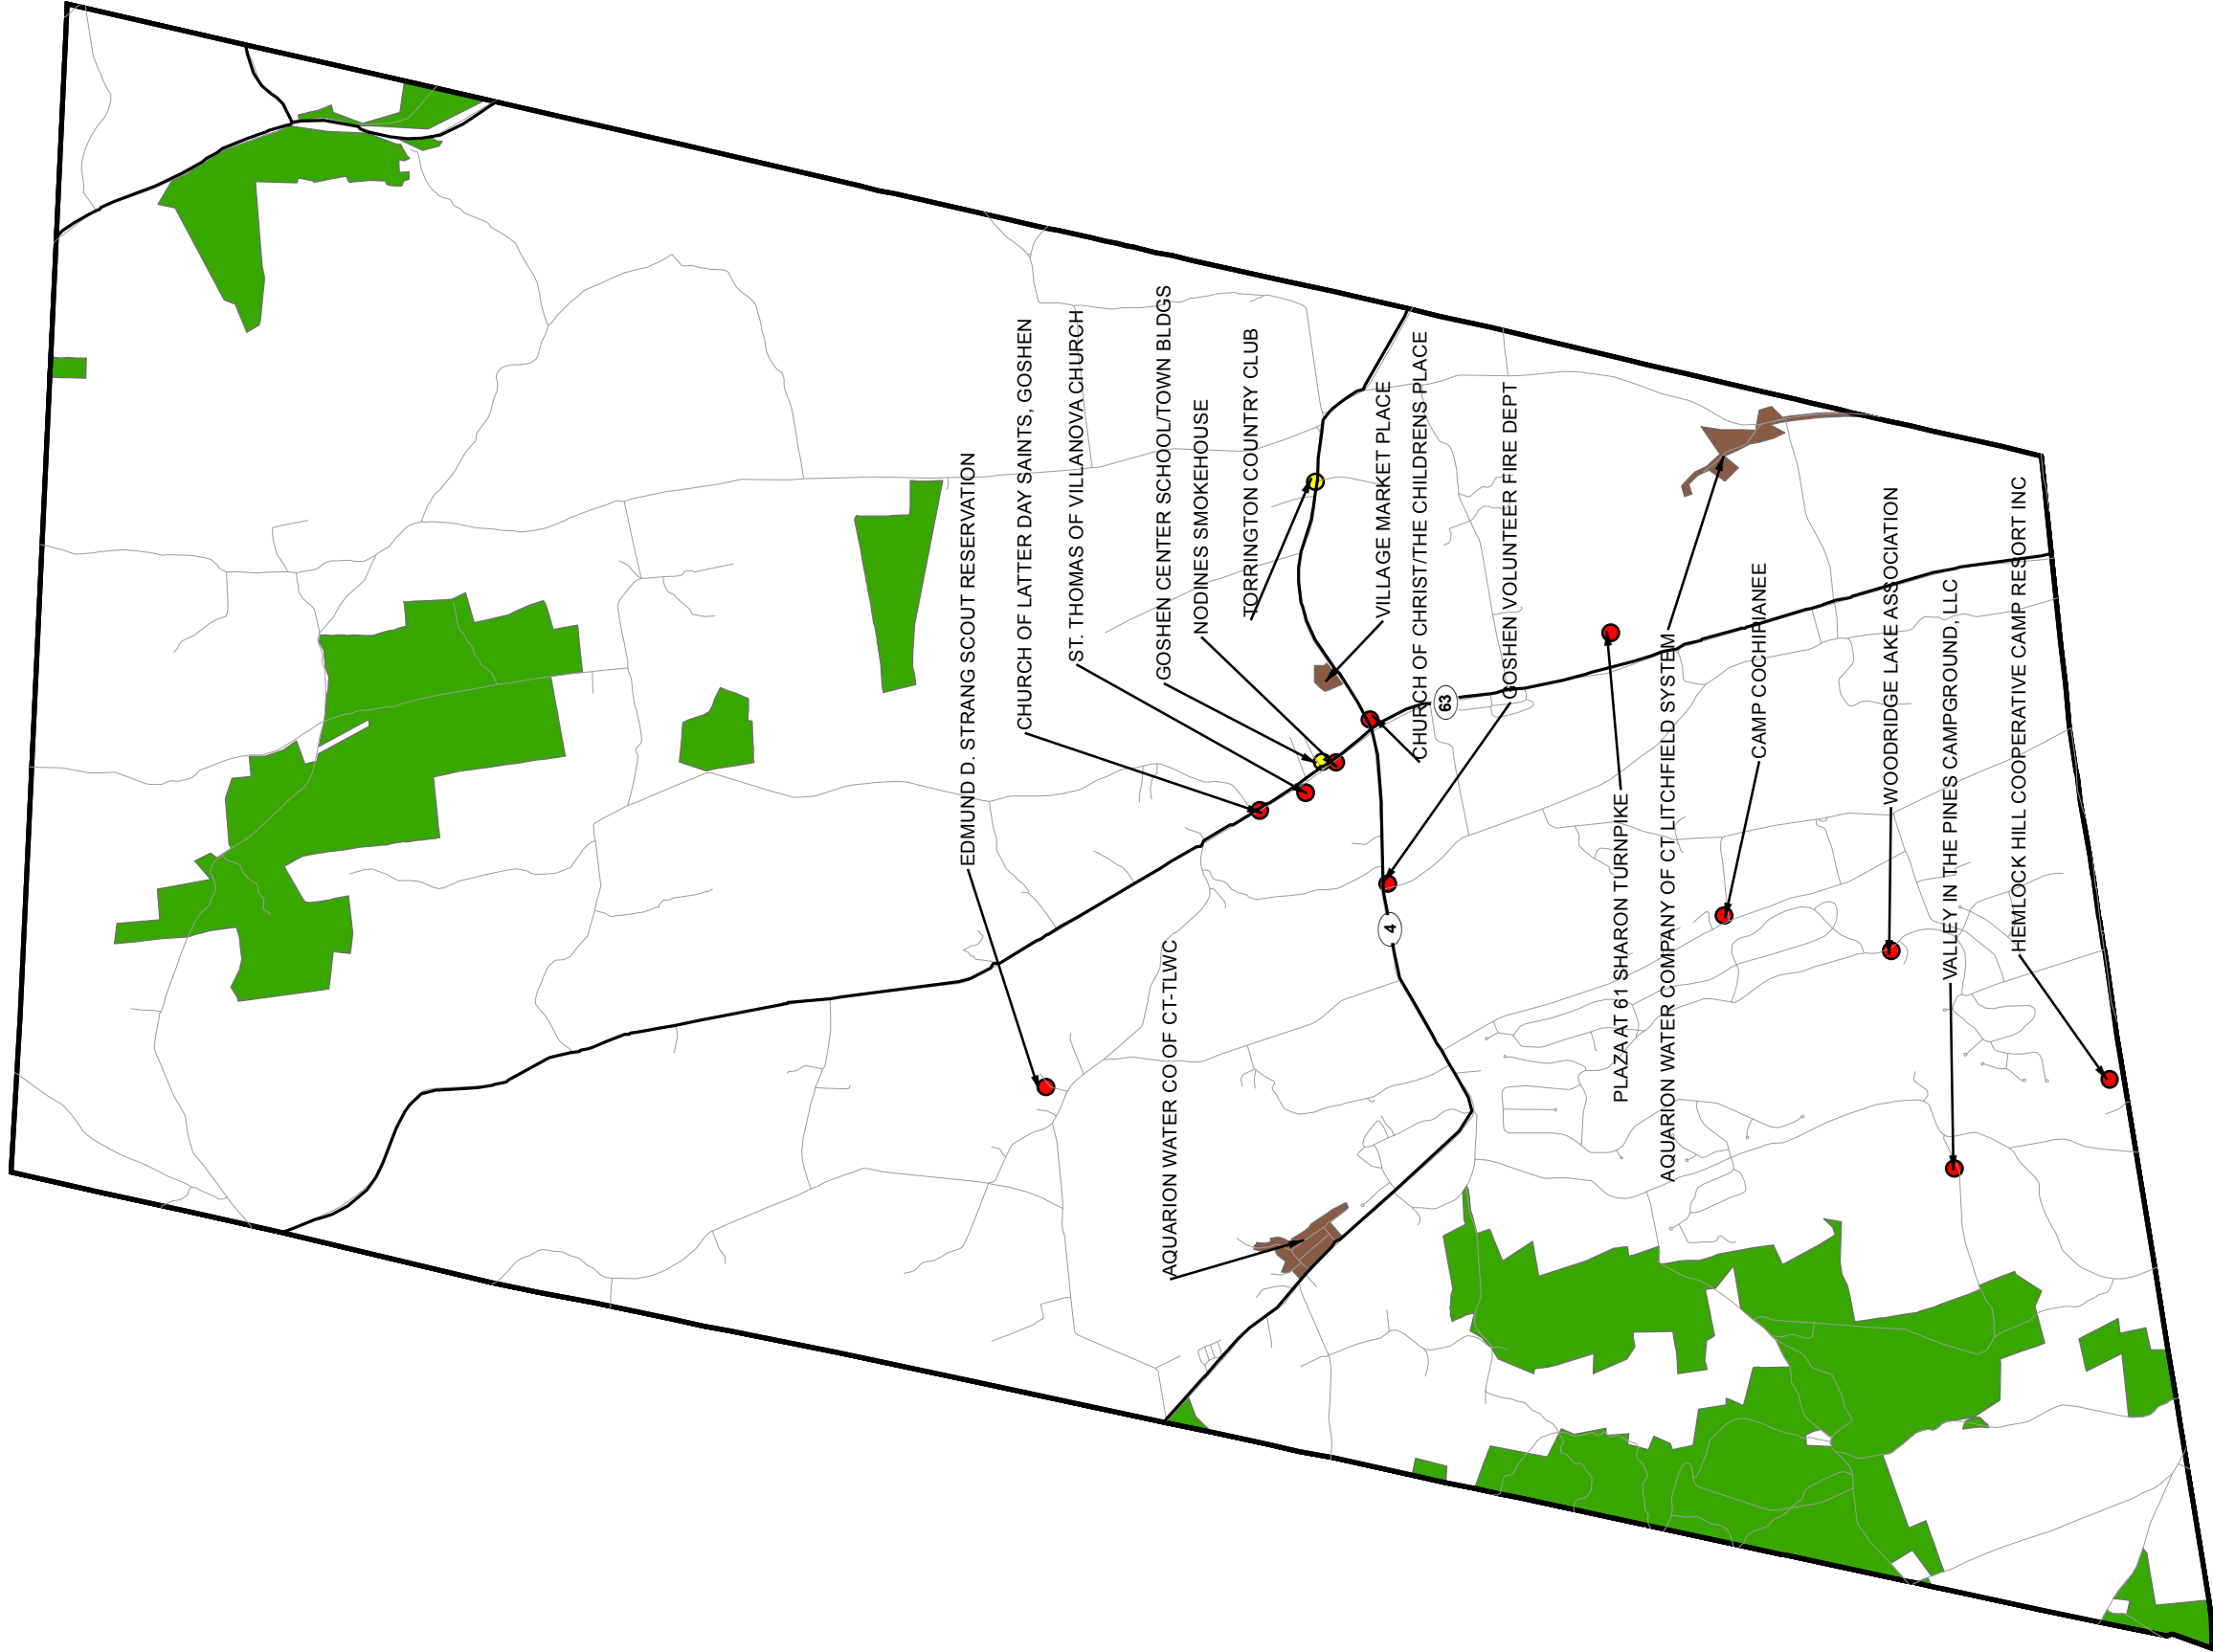 EDMUND D. STRANG SCOUT RESERVATION
CHURCH OF LATTER DAY SAINTS, GOSHEN
ST. THOMAS OF VILLANOVA CHURCH
GOSHEN CENTER SCHOOL/TOWN BLDGS
AQUARION WATER CO OF CT-TLWC
NODINES SMOKEHOUSE
TORRINGTON COUNTRY CLUB
VILLAGE MARKET PLACE
4
CHURCH OF CHRIST/THE CHILDRENS PLACE
63
GOSHEN VOLUNTEER FIRE DEPT
PLAZA AT 61 SHARON TURNPIKE
AQUARION WATER COMPANY OF CT LITCHFIELD SYSTEM
CAMP COCHIPIANEE
WOODRIDGE LAKE ASSOCIATION
VALLEY IN THE PINES CAMPGROUND, LLC
HEMLOCK HILL COOPERATIVE CAMP RESORT INC